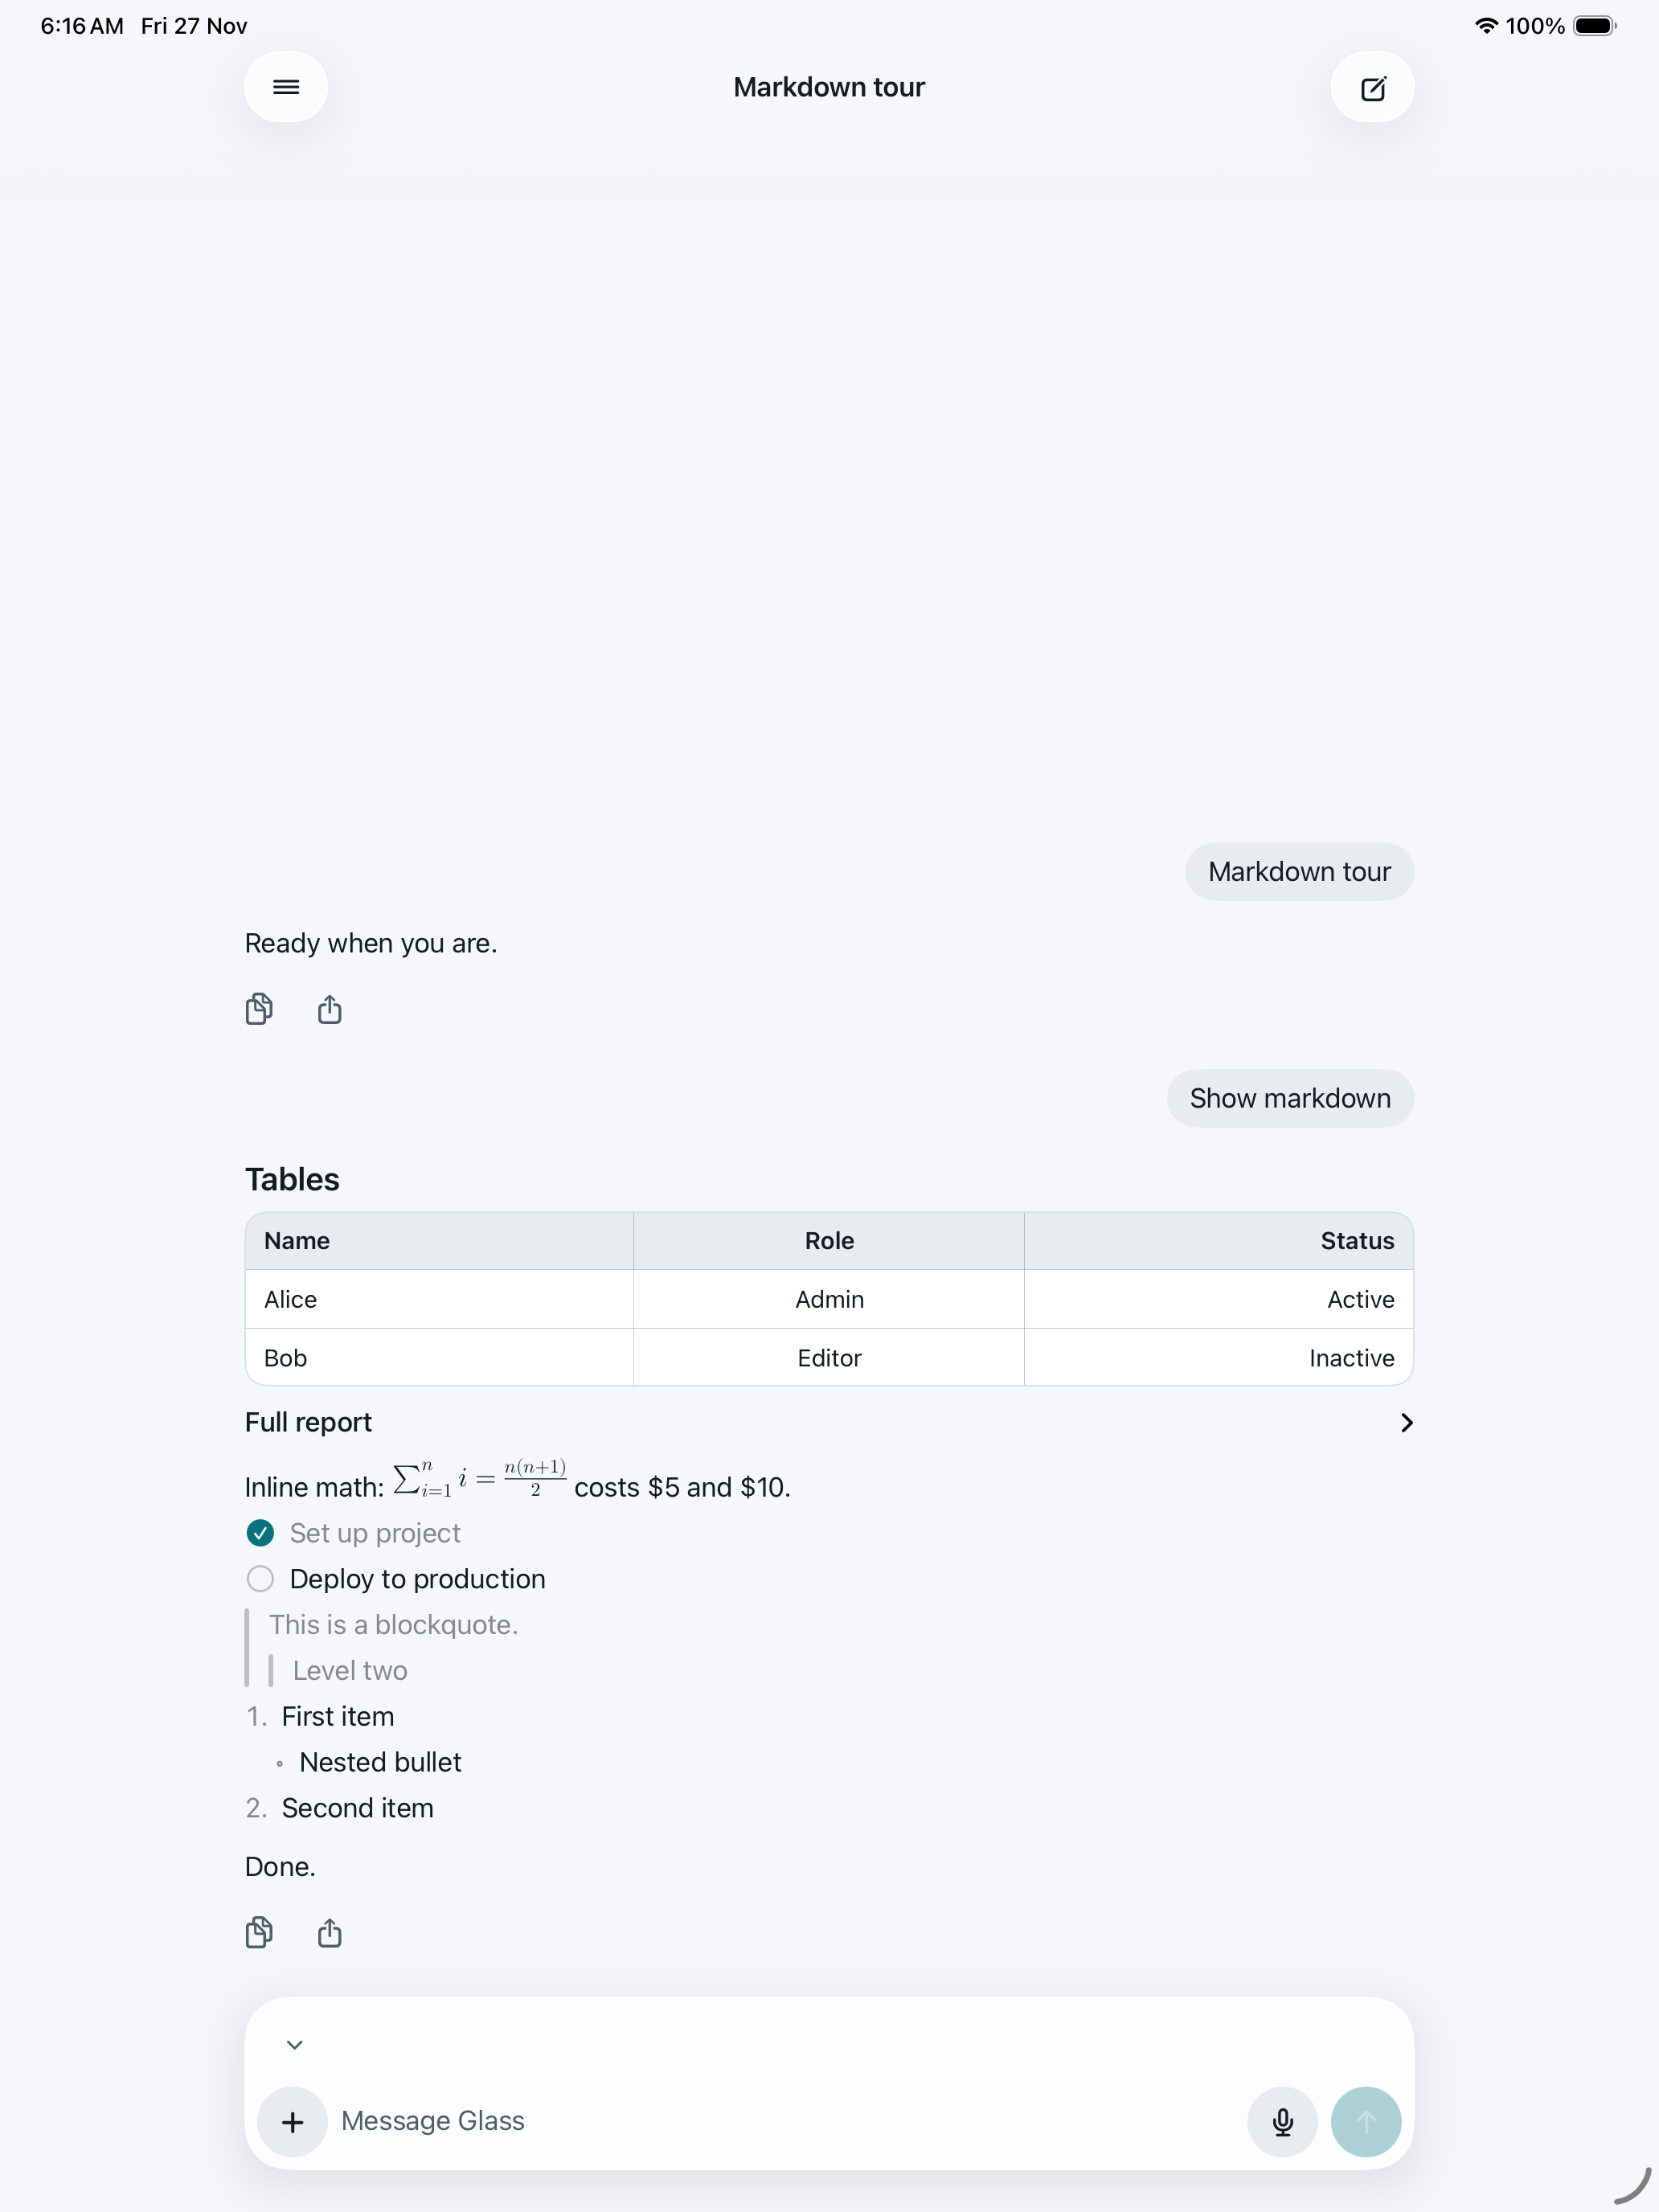 6:16 AM Fri 27 Nov
100%
Markdown tour
Markdown tour
Ready when you are.
Show markdown
Tables
Name Role Status
Alice Admin Active
Bob Editor Inactive
Full report
Inline math: ∑ⁿᵢ₌₁ i = n(n+1)/2 costs $5 and $10.
Set up project
Deploy to production
This is a blockquote.
Level two
1. First item
◦ Nested bullet
2. Second item
Done.
Message Glass